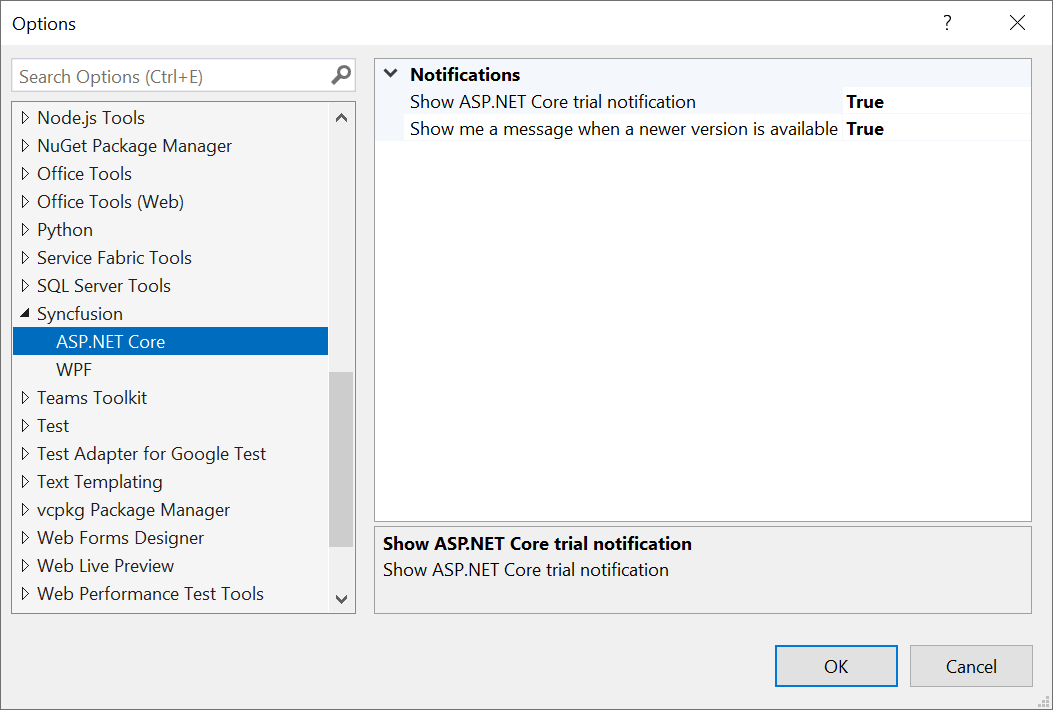 Options
?
Search Options (Ctrl+E)
Node.js Tools
NuGet Package Manager
Office Tools
Office Tools (Web)
Python
Service Fabric Tools
SQL Server Tools
Syncfusion
ASP.NET Core
WPF
Teams Toolkit
Test
Test Adapter for Google Test
Text Templating
vcpkg Package Manager
Web Forms Designer
Web Live Preview
Web Performance Test Tools
Notifications
Show ASP.NET Core trial notification True
Show me a message when a newer version is available True
Show ASP.NET Core trial notification
Show ASP.NET Core trial notification
OK
Cancel